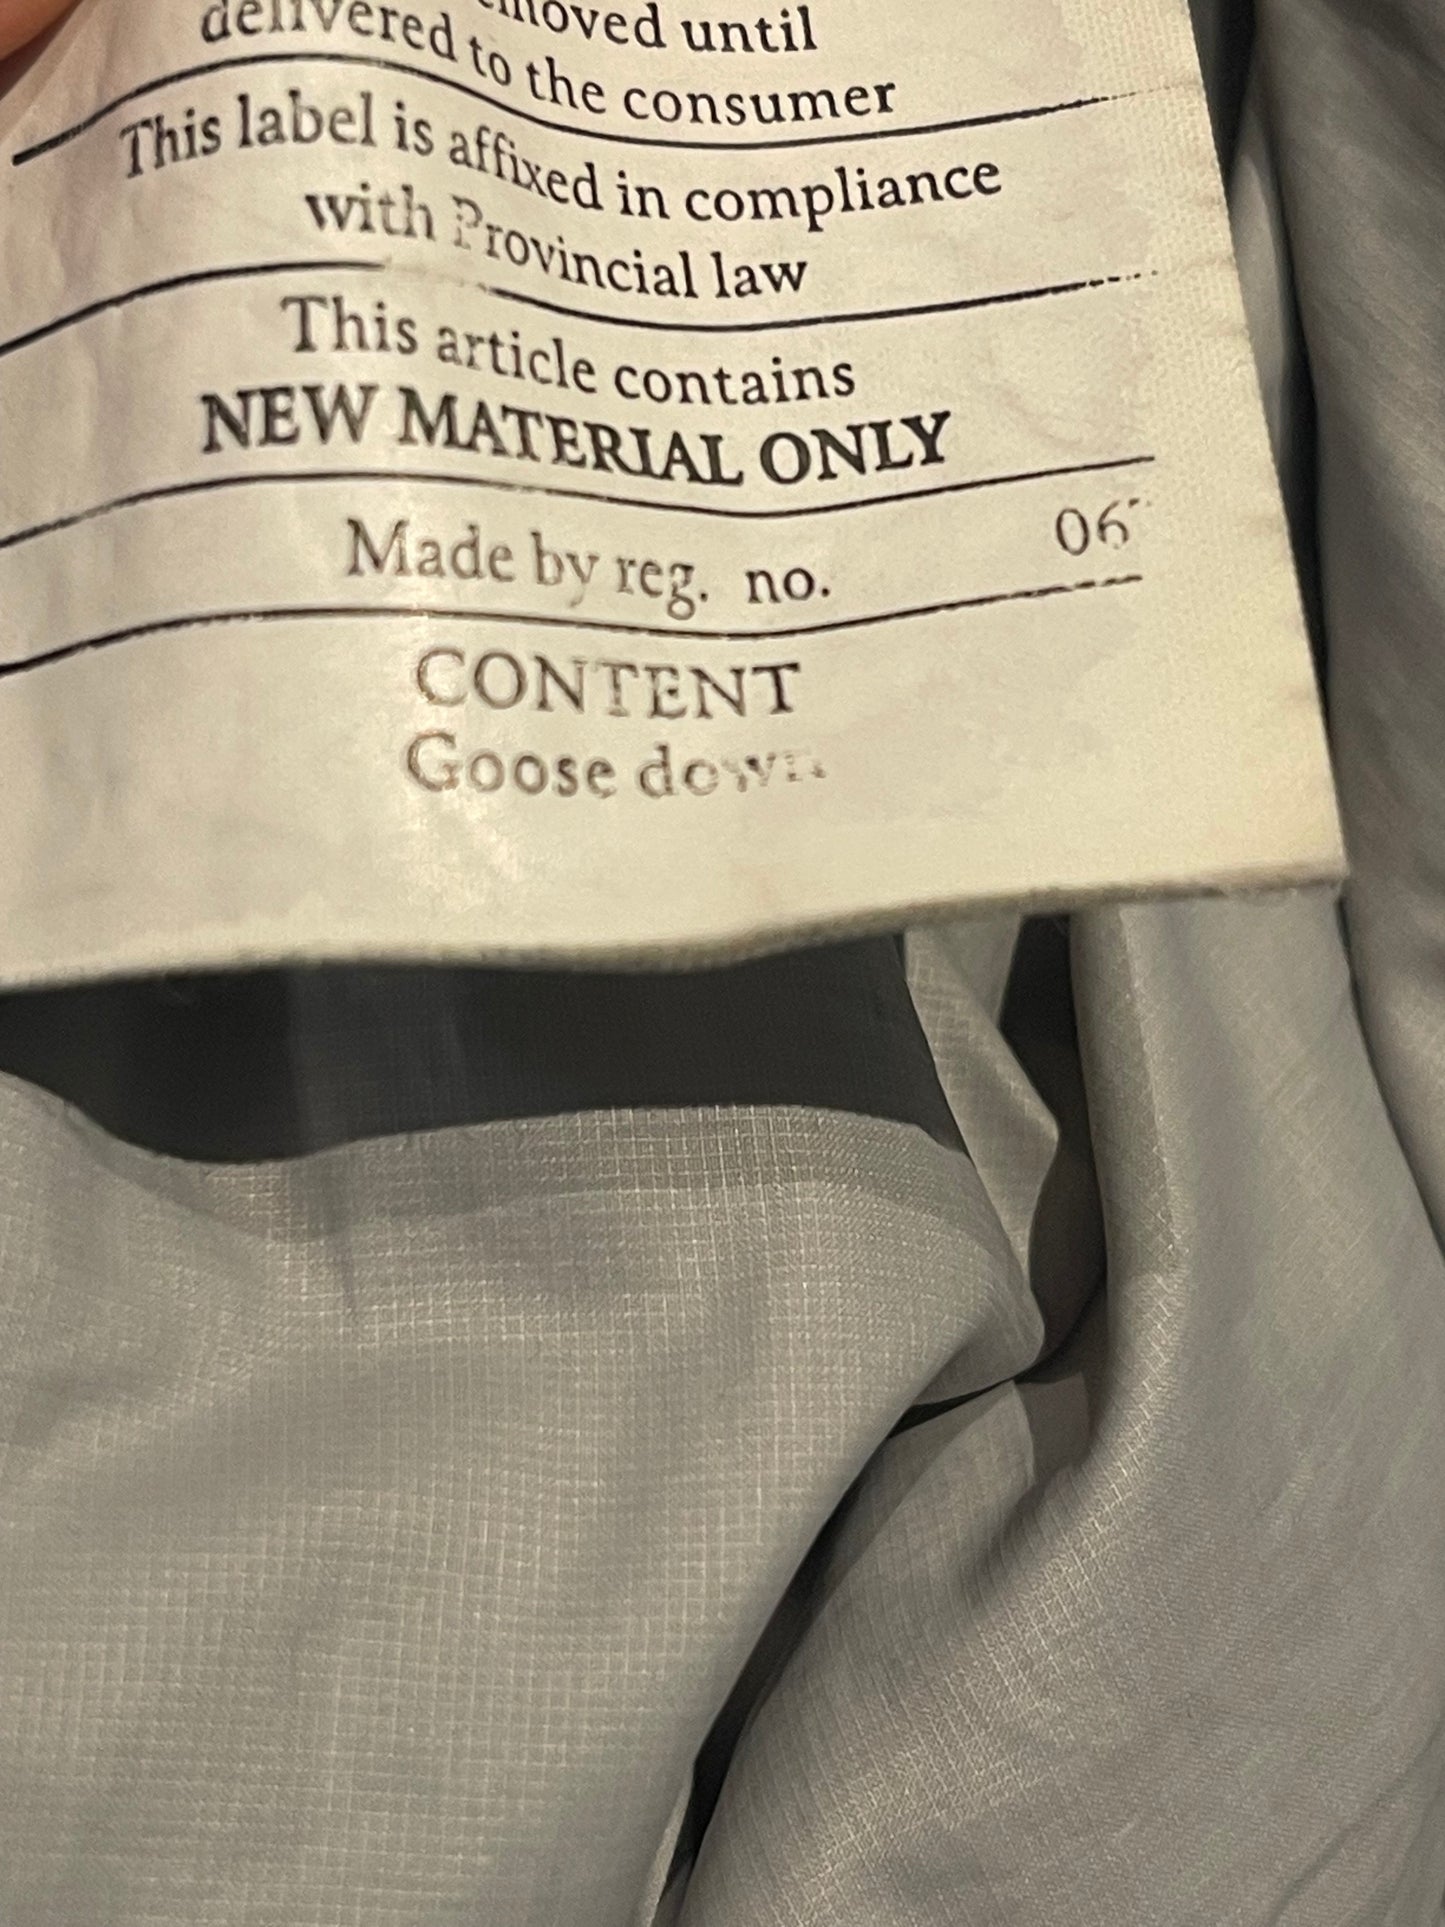 until
delivered to the consumer
This label is affixed in compliance
with Provincial law
This article contains
NEW MATERIAL ONLY
Made by reg. no.
CONTENT
Goose down